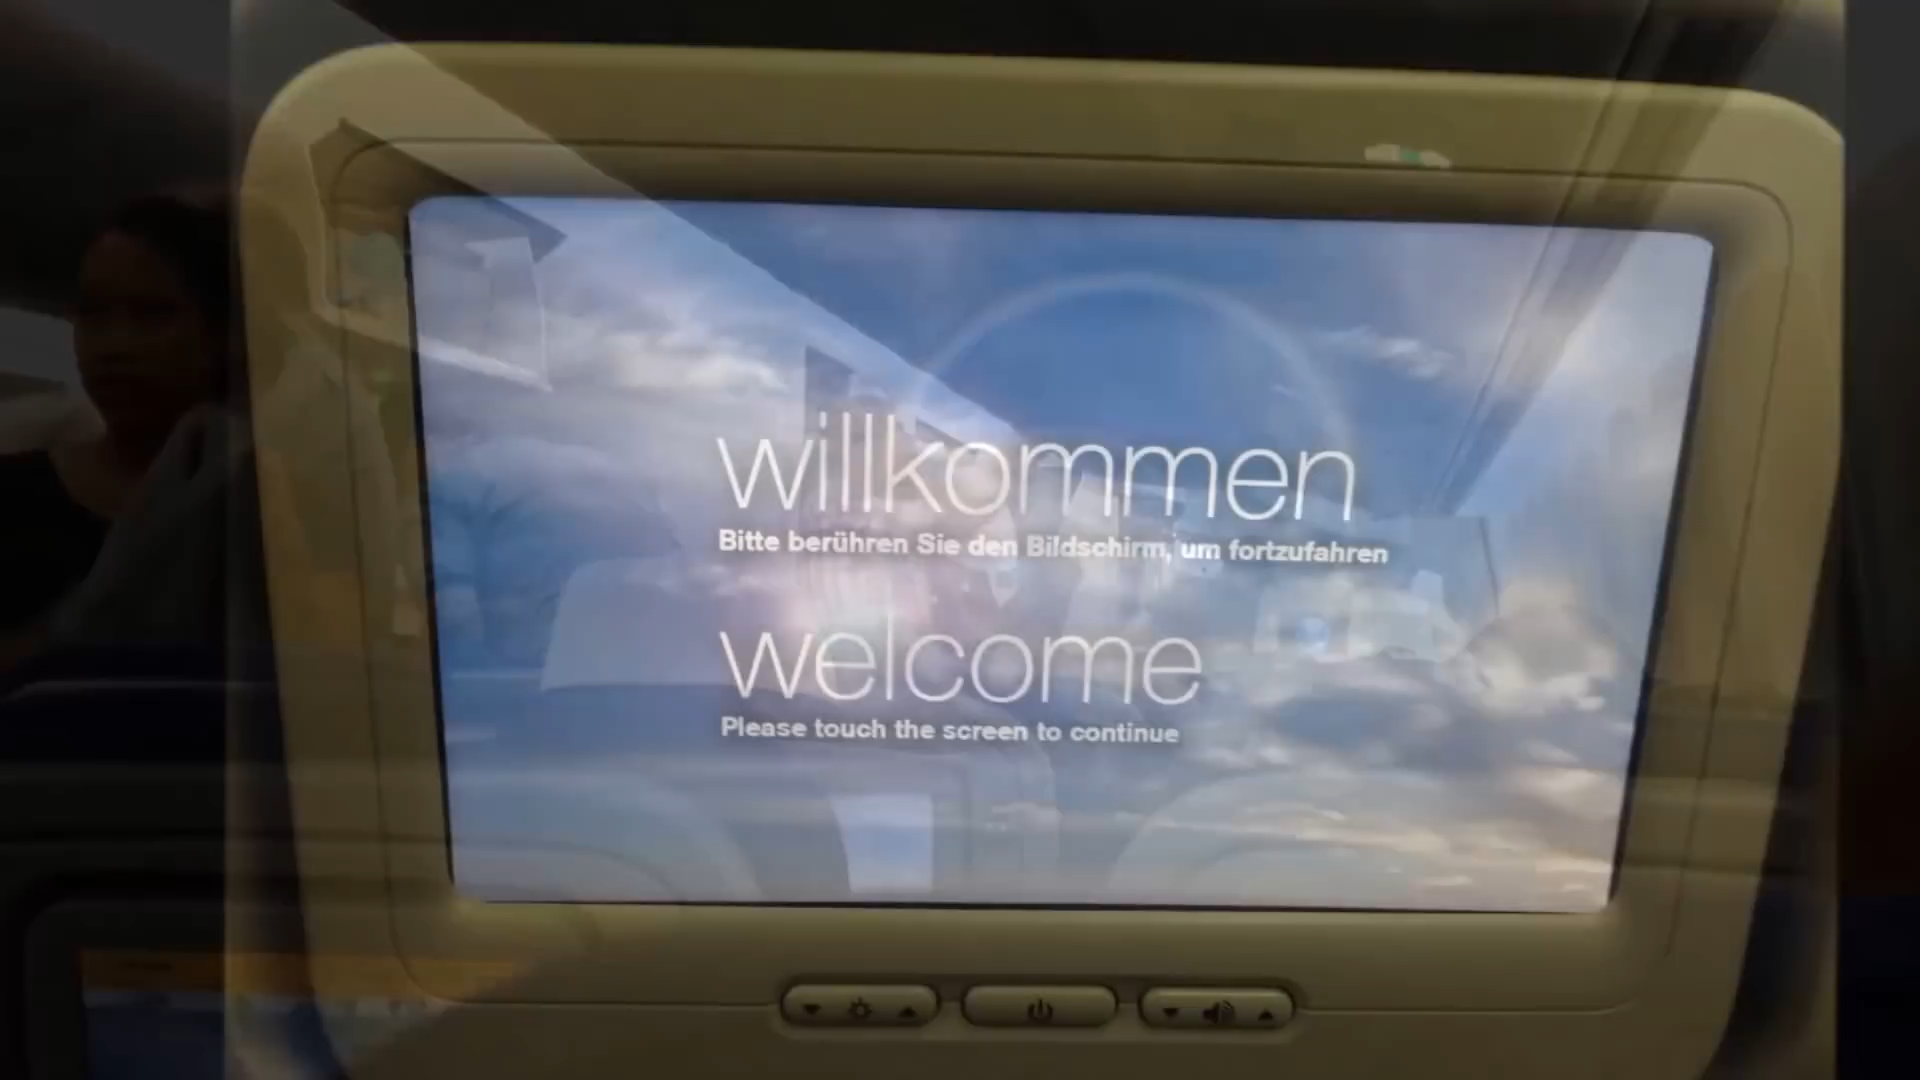 willkommen
Bitte berühren Sie den Bildschirm, um fortzufahren
welcome
Please touch the screen to continue